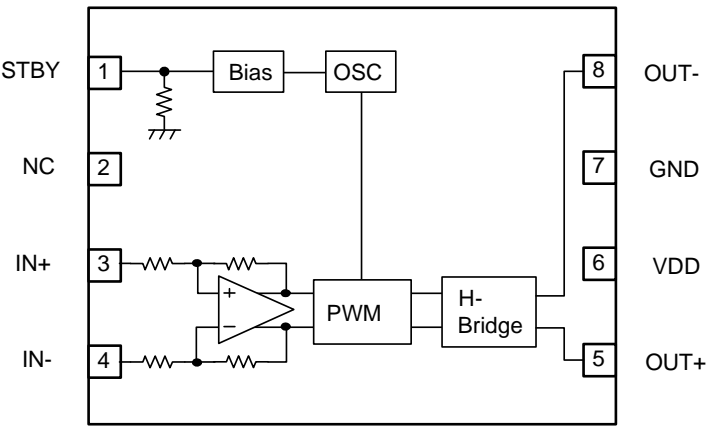 STBY 1 Bias OSC 8 OUT-
NC 2 7 GND
IN+ 3 6 VDD
+
PWM
H-
Bridge
−
IN- 4 5 OUT+